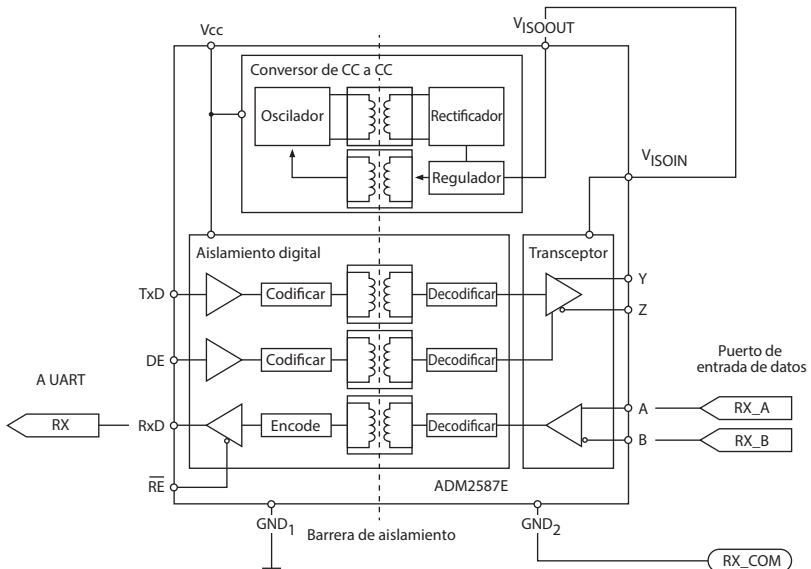 Vcc
VISOOUT
Conversor de CC a CC
Oscilador
Rectificador
Regulador
VISOIN
Aislamiento digital
Transceptor
TxD
Codificar
Decodificar
Y
Z
DE
Codificar
Decodificar
Puerto de
entrada de datos
A UART
RX
RxD
Encode
Decodificar
A
RX_A
B
RX_B
RE
ADM2587E
GND1
Barrera de aislamiento
GND2
RX_COM